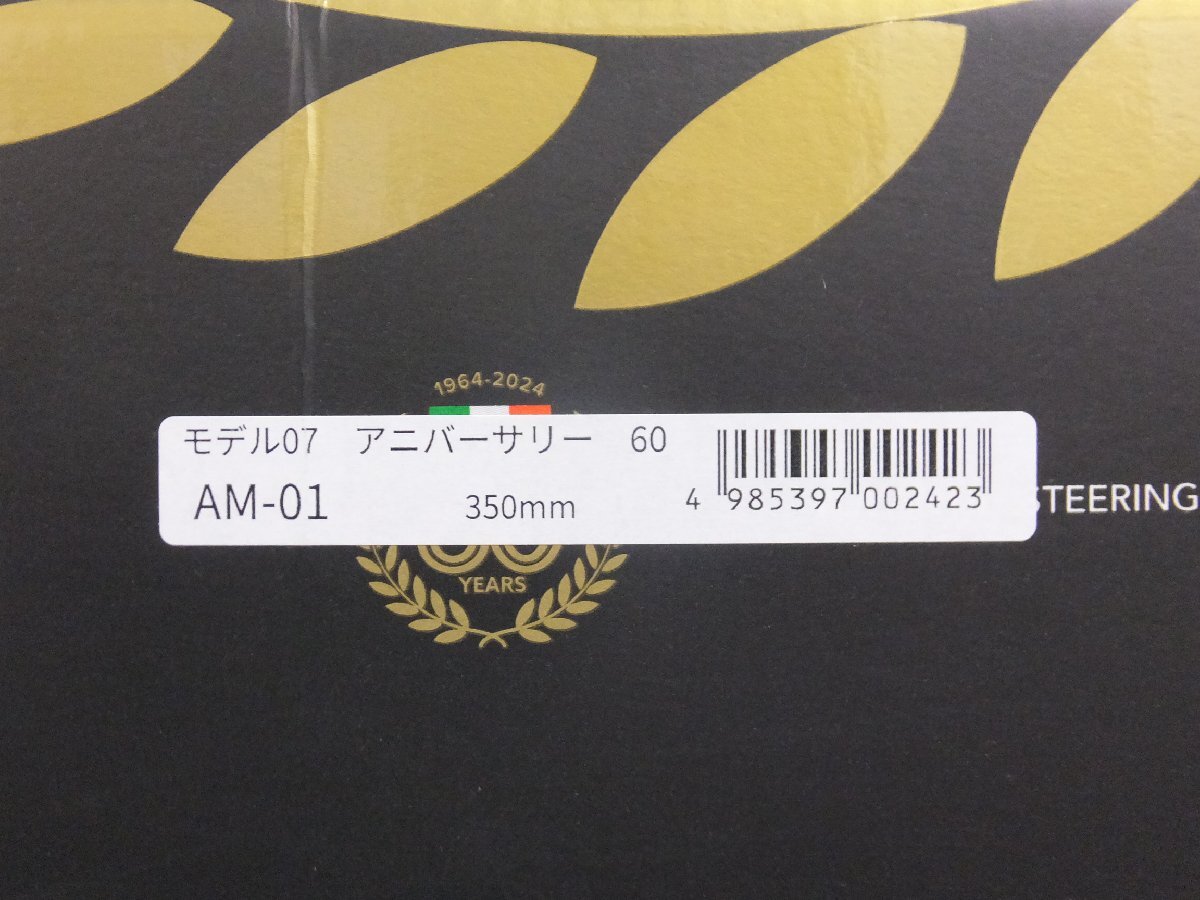 1964-2024
モデル07　アニバーサリー　60
AM-01 350mm
4 985397 002423
STEERING
YEARS